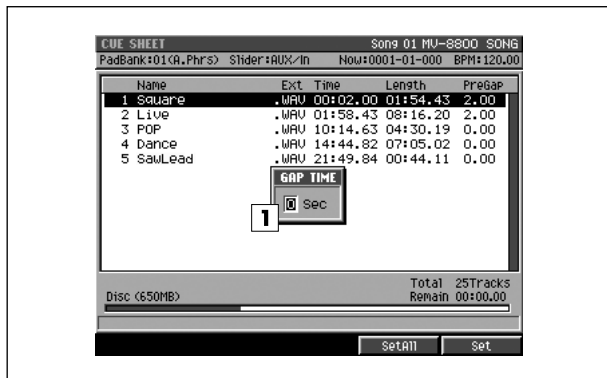 CUE SHEET Song 01 MV-8800 SONG
PadBank:01(A.Phrs) Slider:AUX/In Now:0001-01-000 BPM:120.00
Name Ext Time Length PreGap
1 Square .WAV 00:02.00 01:54.43 2.00
2 Live .WAV 01:58.43 08:16.20 2.00
3 POP .WAV 10:14.63 04:30.19 0.00
4 Dance .WAV 14:44.82 07:05.02 0.00
5 SawLead .WAV 21:49.84 00:44.11 0.00
GAP TIME
0 Sec
1
Total 25Tracks
Disc (650MB) Remain 00:00.00
SetAll Set